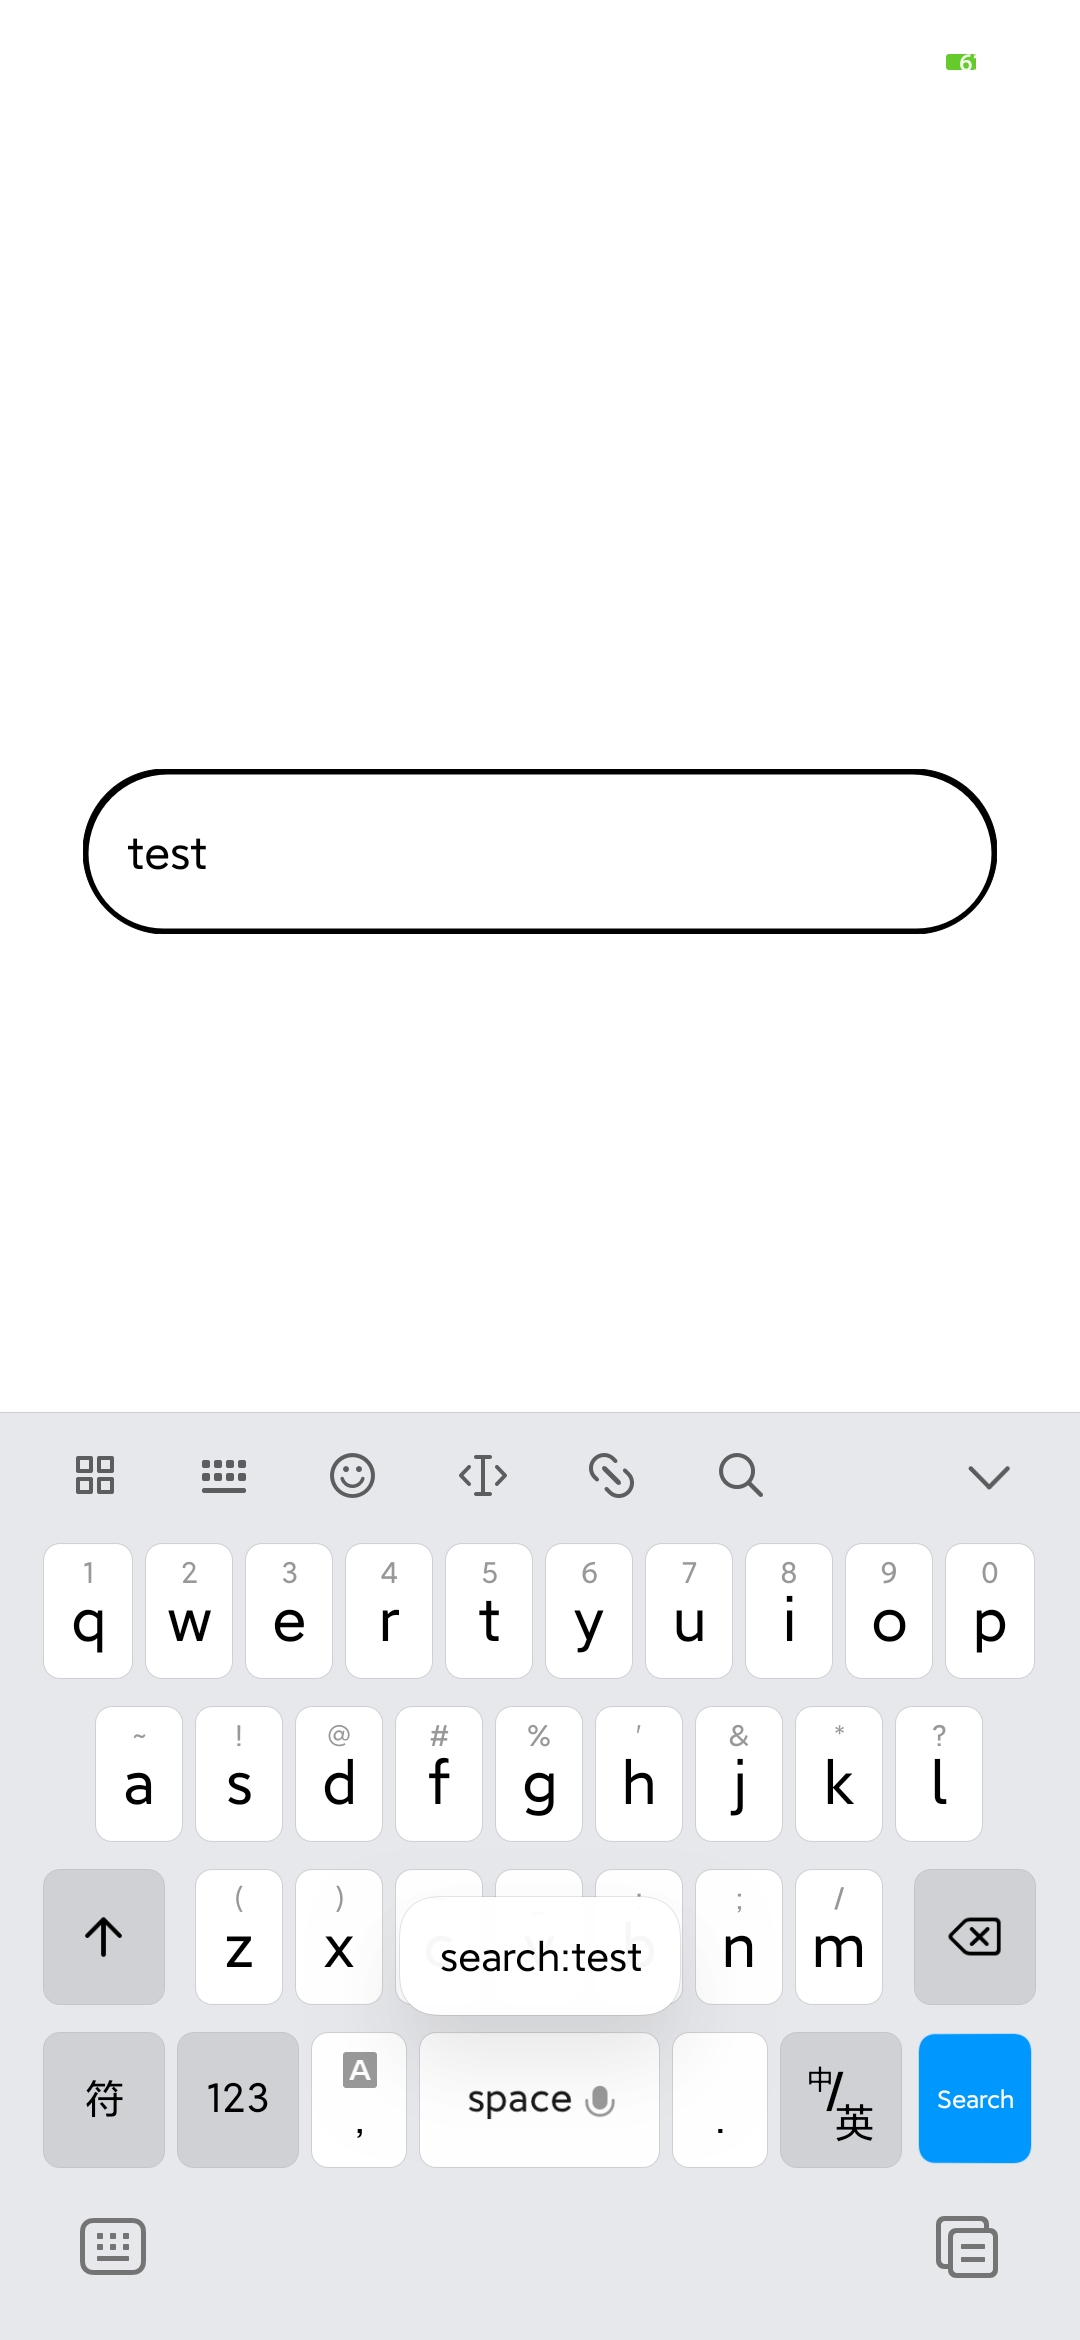 6
test
1 2 3 4 5 6 7 8 9 0
q w e r t y u i o p
~ ! @ # % ' & * ?
a s d f g h j k l
( ) ; /
z x n m
search:test
符 123 A , space . 中/英 Search